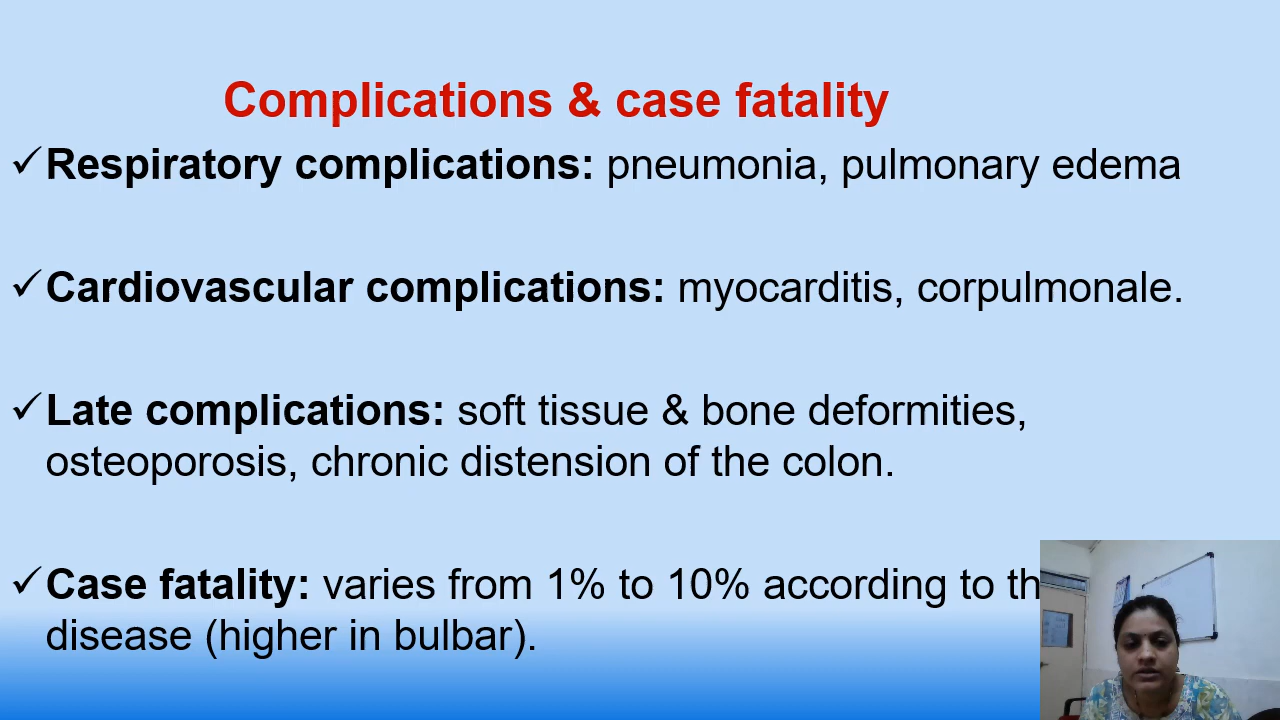 Complications & case fatality
✓Respiratory complications: pneumonia, pulmonary edema
✓Cardiovascular complications: myocarditis, corpulmonale.
✓Late complications: soft tissue & bone deformities,
osteoporosis, chronic distension of the colon.
✓Case fatality: varies from 1% to 10% according to
disease (higher in bulbar).